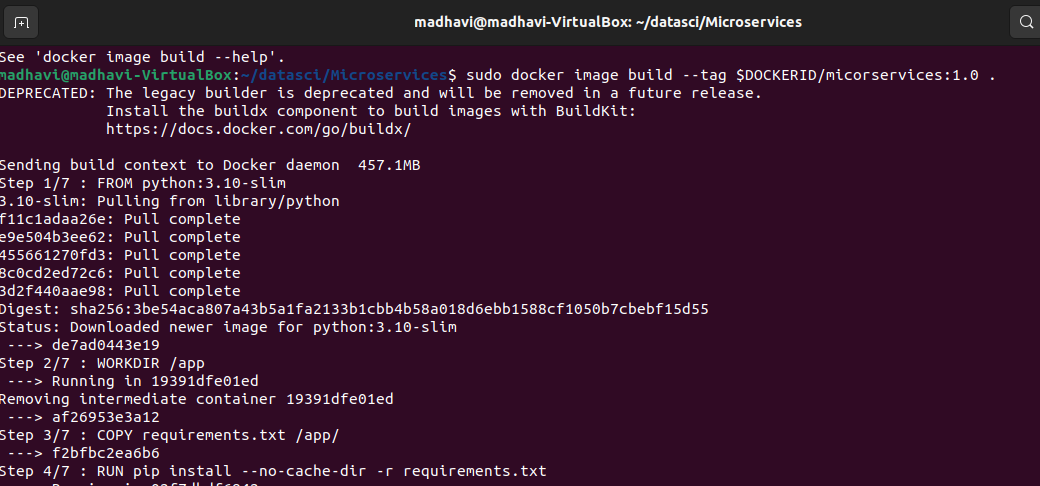 madhavi@madhavi-VirtualBox: ~/datasci/Microservices
See 'docker image build --help'.
madhavi@madhavi-VirtualBox:~/datasci/Microservices$ sudo docker image build --tag $DOCKERID/micorservices:1.0 .
DEPRECATED: The legacy builder is deprecated and will be removed in a future release.
Install the buildx component to build images with BuildKit:
https://docs.docker.com/go/buildx/
Sending build context to Docker daemon  457.1MB
Step 1/7 : FROM python:3.10-slim
3.10-slim: Pulling from library/python
f11c1adaa26e: Pull complete
e9e504b3ee62: Pull complete
455661270fd3: Pull complete
8c0cd2ed72c6: Pull complete
3d2f440aae98: Pull complete
Digest: sha256:3be54aca807a43b5a1fa2133b1cbb4b58a018d6ebb1588cf1050b7cbebf15d55
Status: Downloaded newer image for python:3.10-slim
---> de7ad0443e19
Step 2/7 : WORKDIR /app
---> Running in 19391dfe01ed
Removing intermediate container 19391dfe01ed
---> af26953e3a12
Step 3/7 : COPY requirements.txt /app/
---> f2bfbc2ea6b6
Step 4/7 : RUN pip install --no-cache-dir -r requirements.txt